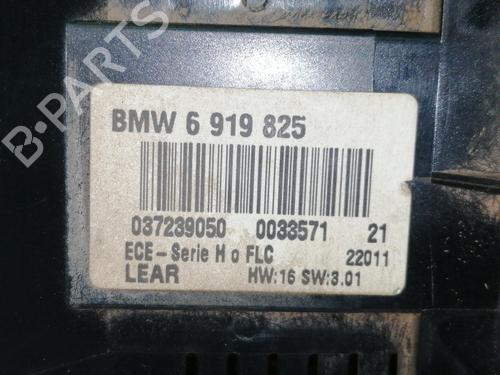 B-PARTS
BMW 6 919 825
037239050 0033571 21
ECE-Serie H o FLC 22011
LEAR HW:16 SW:3.01